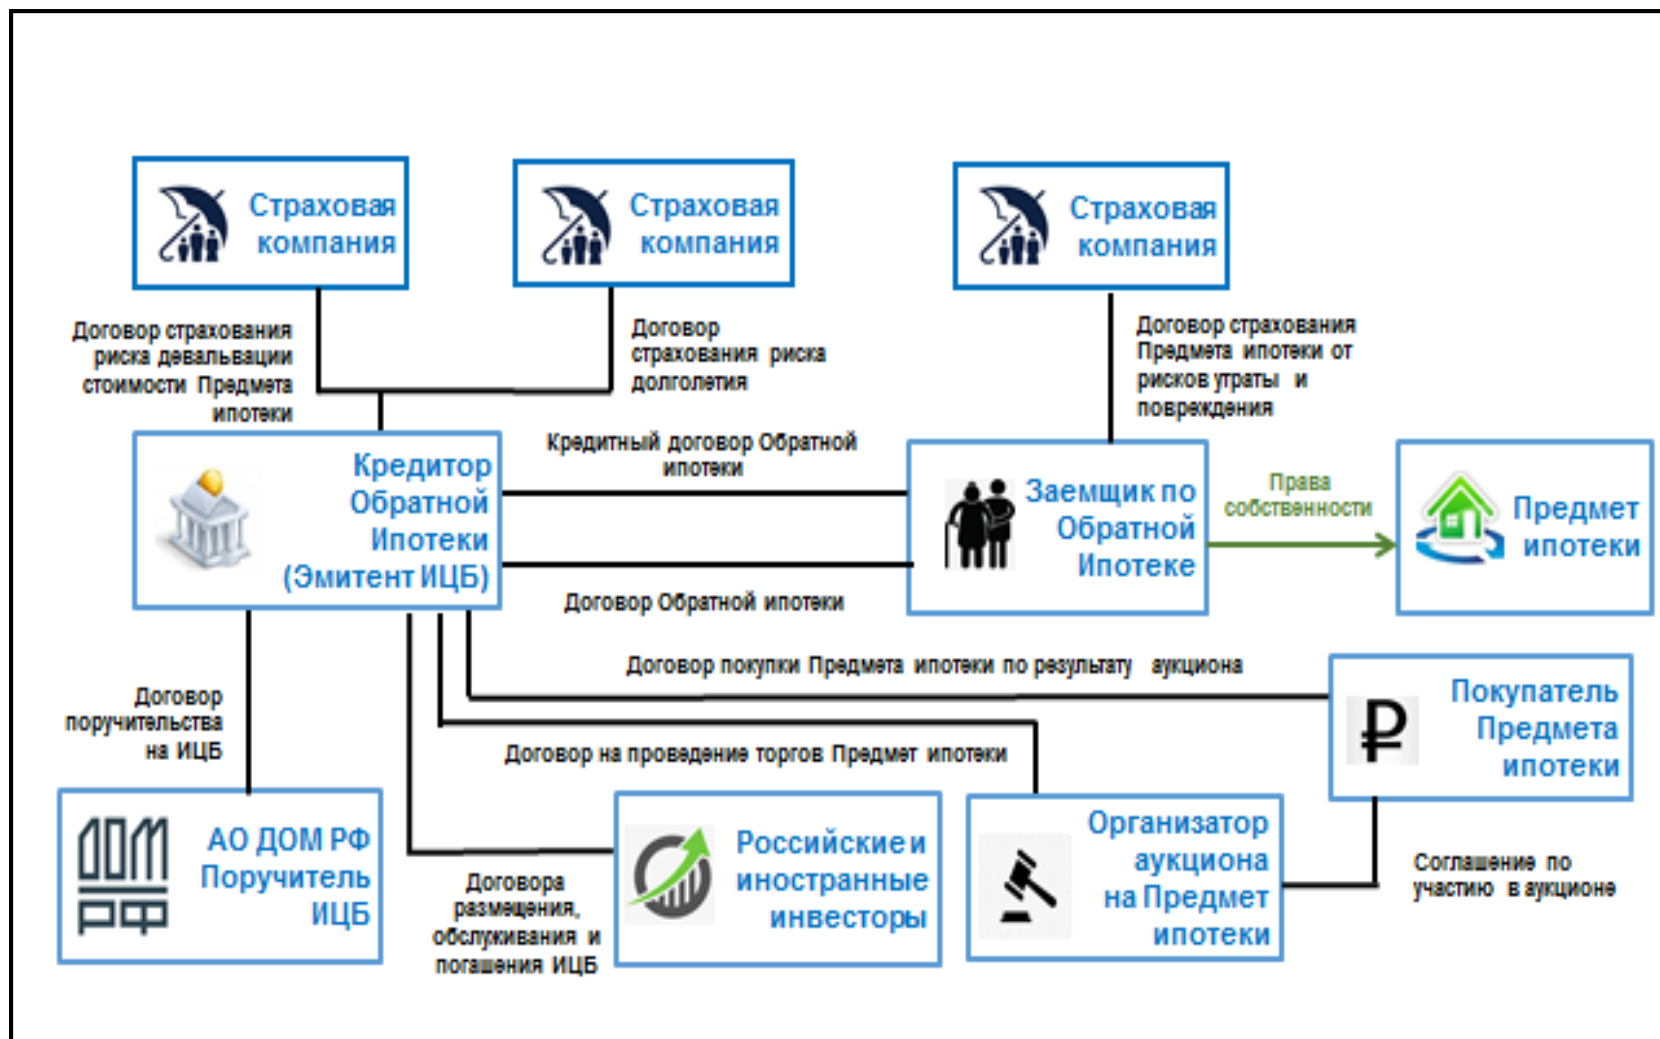 Страховая
компания
Страховая
компания
Страховая
компания
Договор страхования
риска девальвации
стоимости Предмета
ипотеки
Договор
страхования риска
долголетия
Договор страхования
Предмета ипотеки от
рисков утраты и
повреждения
Кредитор
Обратной
Ипотеки
(Эмитент ИЦБ)
Кредитный договор Обратной
ипотеки
Заемщик по
Обратной
Ипотеке
Права
собственности
Предмет
ипотеки
Договор Обратной ипотеки
Договор покупки Предмета ипотеки по результату аукциона
Договор
поручительства
на ИЦБ
Договор на проведение торгов Предмет ипотеки
Покупатель
Предмета
ипотеки
ДОМ
РФ
АО ДОМ РФ
Поручитель
ИЦБ
Договора
размещения,
обслуживания и
погашения ИЦБ
Российские и
иностранные
инвесторы
Организатор
аукциона
на Предмет
ипотеки
Соглашение по
участию в аукционе